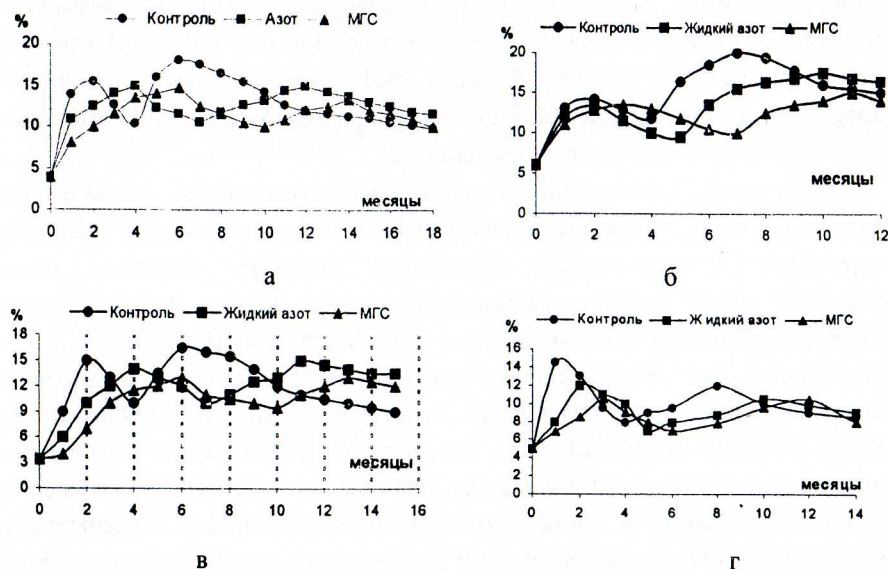 Контроль Азот МГС
%
20
15
10
5
0
месяцы
0 2 4 6 8 10 12 14 16 18
а
Контроль Жидкий азот МГС
%
20
15
10
5
0
месяцы
0 2 4 6 8 10 12
б
Контроль Жидкий азот МГС
%
18
15
12
9
6
3
0
месяцы
0 2 4 6 8 10 12 14 16
в
Контроль Жидкий азот МГС
%
16
14
12
10
8
6
4
2
0
месяцы
0 2 4 6 8 10 12 14
г